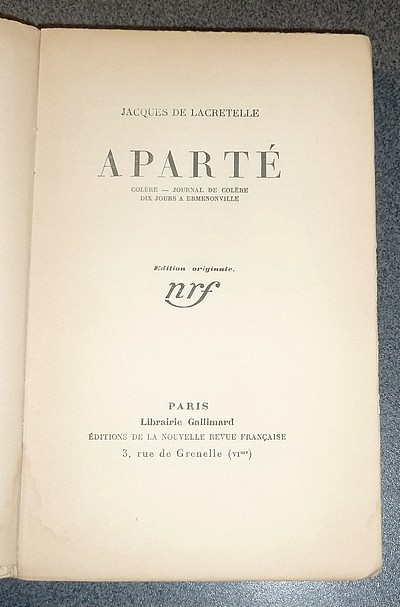 JACQUES DE LACRETELLE
APARTÉ
COLÈRE — JOURNAL DE COLÈRE
DIX JOURS A ERMENONVILLE
Edition originale.
nrf
PARIS
Librairie Gallimard
ÉDITIONS DE LA NOUVELLE REVUE FRANÇAISE
3, rue de Grenelle (VIme)